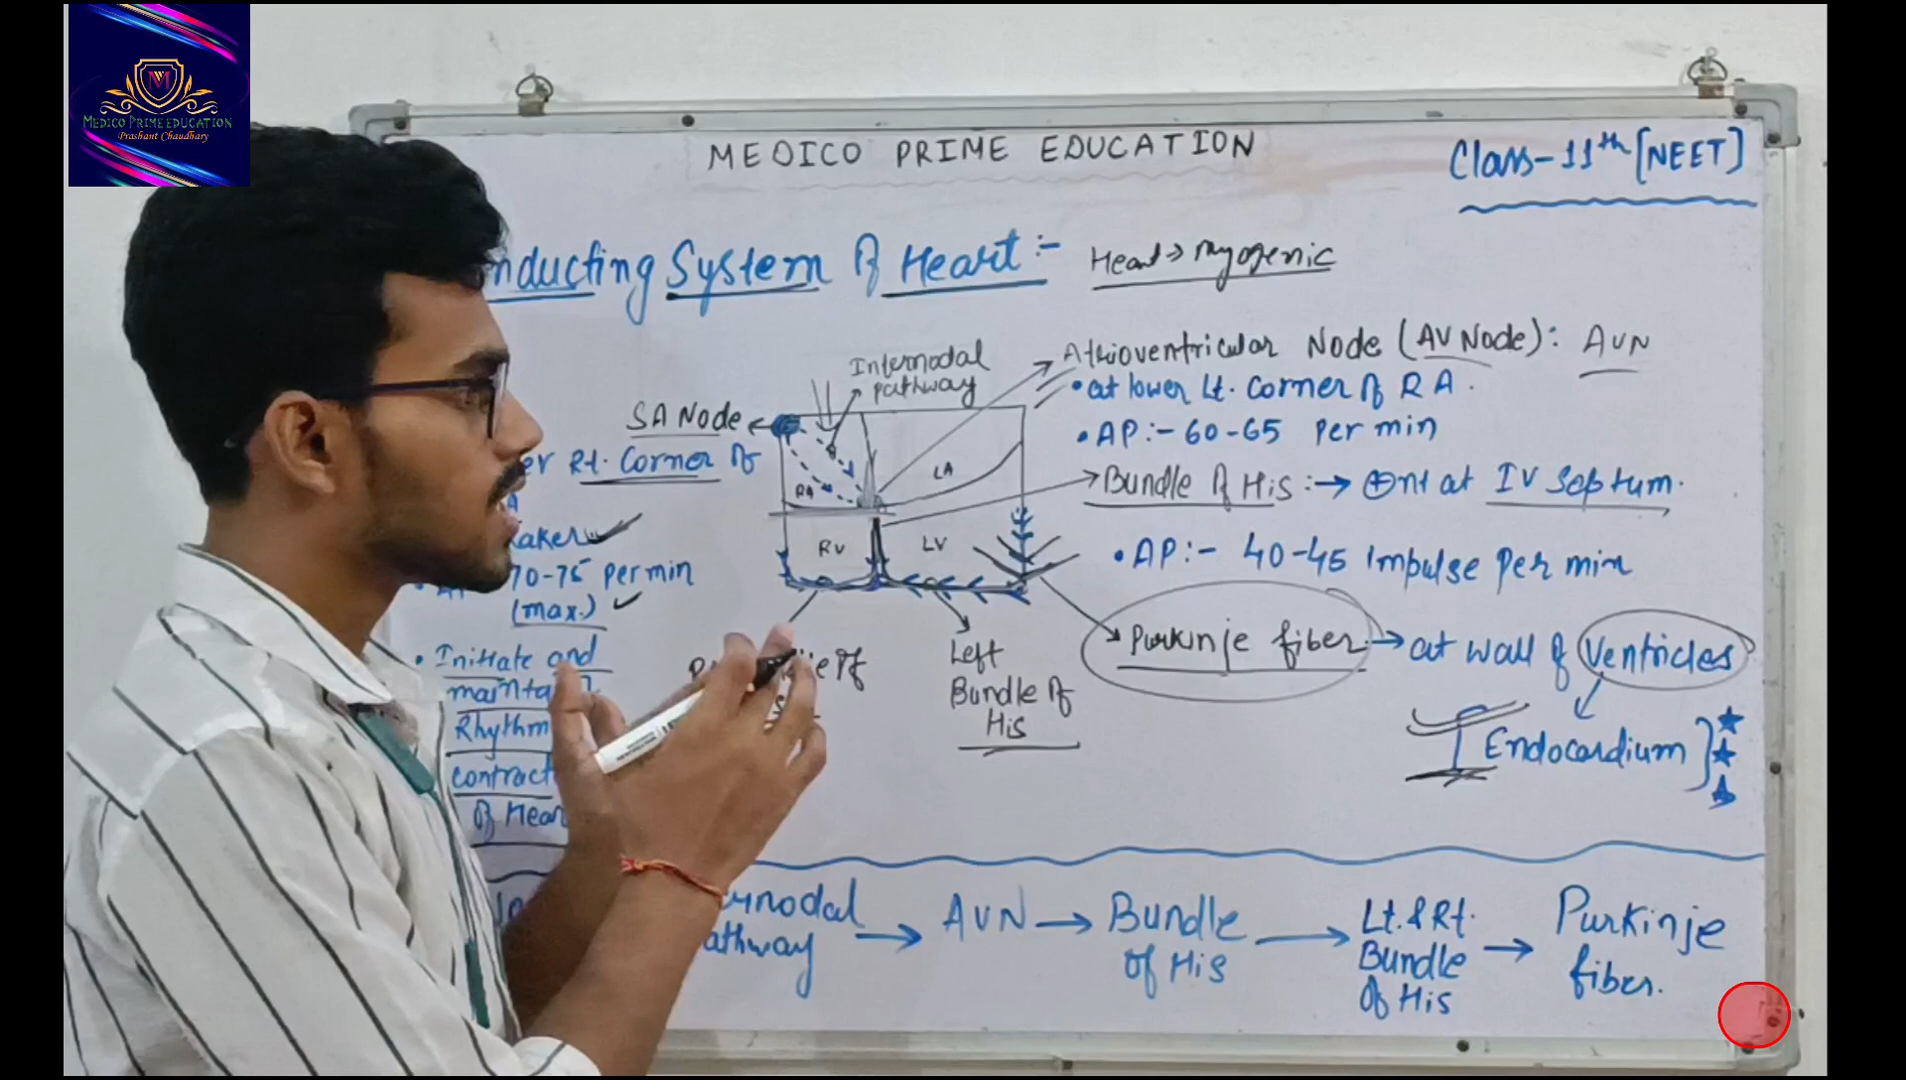 MEDICO PRIME EDUCATION
Prashant Chaudhary
MEDICO PRIME EDUCATION
Class-11th [NEET]
nducting System of Heart :-
Heart → Myogenic
Internodal
pathway
SA Node
er Rt. Corner of
A
aker
70-75 per min
(max.)
• Initiate and
maintain
Rhythm
contract
of Hear
RA
LA
RV
LV
Atrioventricular Node (AV Node): AVN
• at lower Lt. Corner of RA.
• AP:- 60-65 per min
Bundle of His :→ ⊕nt at IV Septum.
• AP:- 40-45 Impulse per min
Purkinje fiber → at wall of Ventricles
Endocardium
Left
Bundle of
His
of
rnodal
athway → AVN → Bundle
of His → Lt. & Rt.
Bundle
of His → Purkinje
fiber.